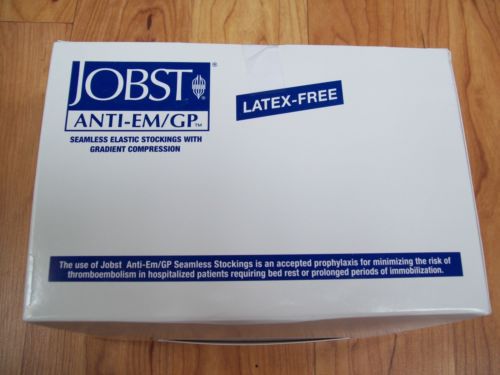 JOBST®
ANTI-EM/GP™
SEAMLESS ELASTIC STOCKINGS WITH
GRADIENT COMPRESSION
LATEX-FREE
The use of Jobst Anti-Em/GP Seamless Stockings is an accepted prophylaxis for minimizing the risk of
thromboembolism in hospitalized patients requiring bed rest or prolonged periods of immobilization.